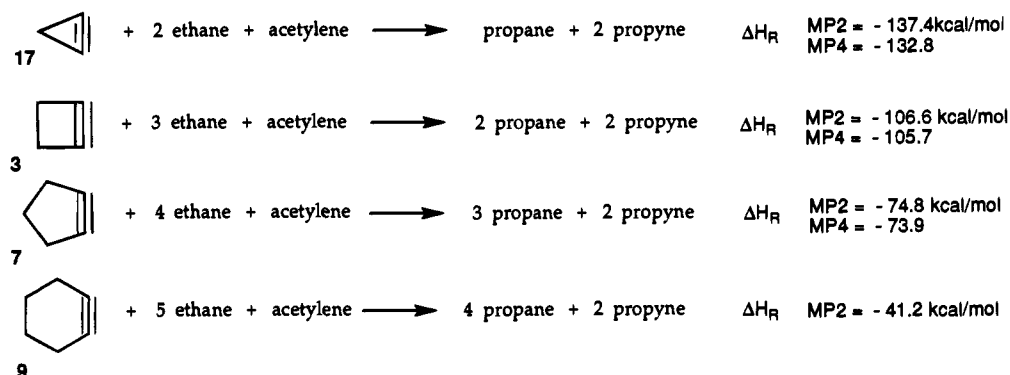 17 + 2 ethane + acetylene propane + 2 propyne ΔHR MP2 = - 137.4kcal/mol
MP4 = - 132.8
3 + 3 ethane + acetylene 2 propane + 2 propyne ΔHR MP2 = - 106.6 kcal/mol
MP4 = - 105.7
7 + 4 ethane + acetylene 3 propane + 2 propyne ΔHR MP2 = - 74.8 kcal/mol
MP4 = - 73.9
9 + 5 ethane + acetylene 4 propane + 2 propyne ΔHR MP2 = - 41.2 kcal/mol